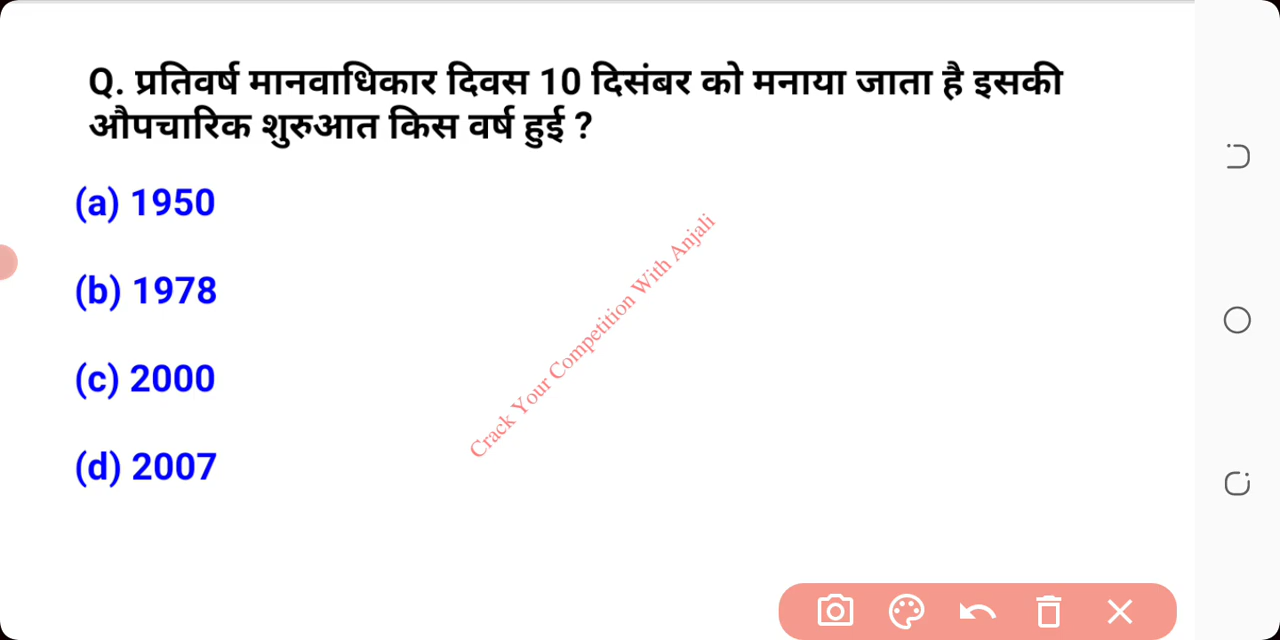 Q. प्रतिवर्ष मानवाधिकार दिवस 10 दिसंबर को मनाया जाता है इसकी
औपचारिक शुरुआत किस वर्ष हुई ?
(a) 1950
(b) 1978
(c) 2000
(d) 2007
Crack Your Competition With Anjali